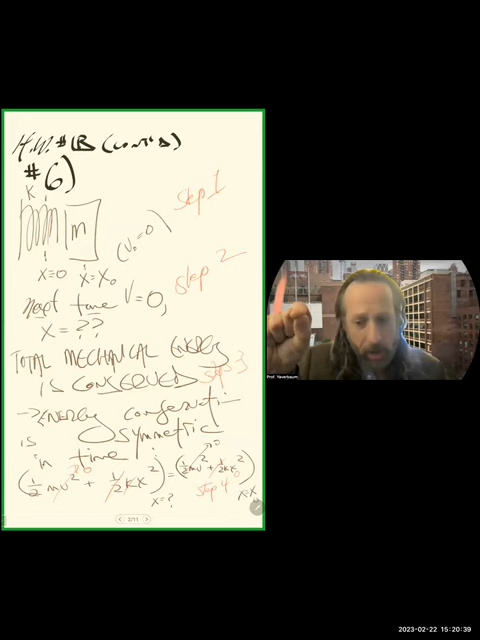 H.W. #1B (CONT'D)
#6)
Step 1
K
m
(v₀=0)
x=0 x=x₀
Step 2
Next time V=0,
x=??
TOTAL MECHANICAL ENERGY
IS CONSERVED
Step 3
→ENERGY
is symmetric
in time:
(½mv² + ½kx²) = (½mv² + ½kx²)
x=?
Step 4
x=x₀
2/11
Prof. Yaverbaum
2023-02-22 15:20:39